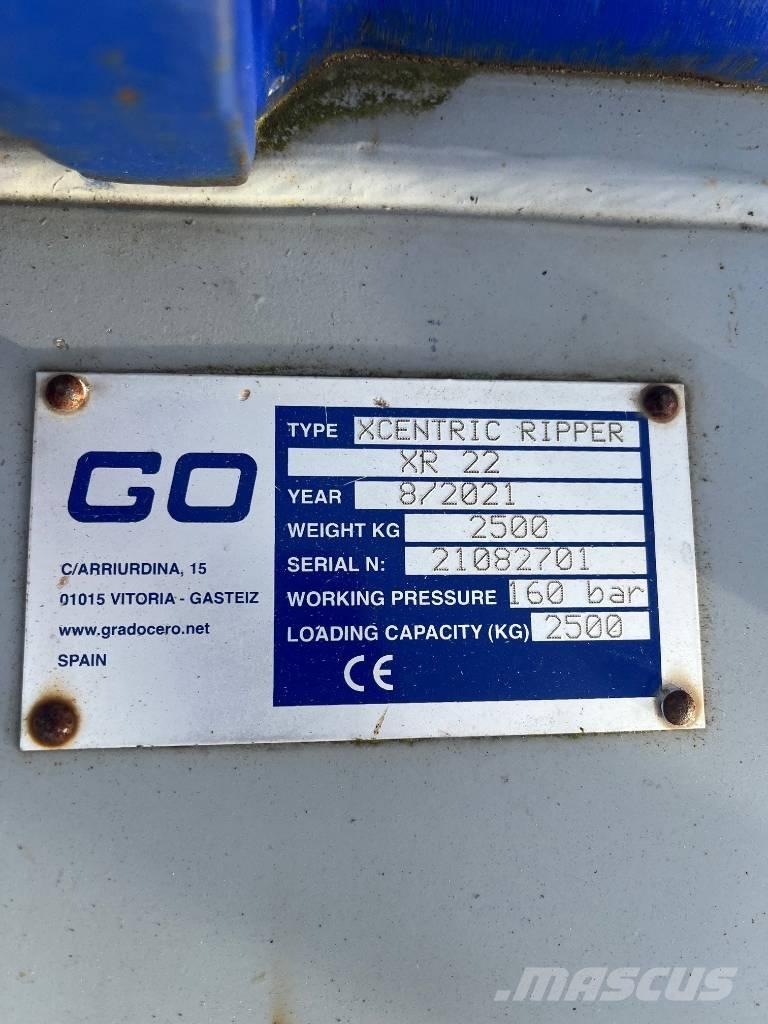 GO
C/ARRIURDINA, 15
01015 VITORIA - GASTEIZ
www.gradocero.net
SPAIN
TYPE XCENTRIC RIPPER
XR 22
YEAR 8/2021
WEIGHT KG 2500
SERIAL N: 21082701
WORKING PRESSURE 160 bar
LOADING CAPACITY (KG) 2500
CE
MASCUS